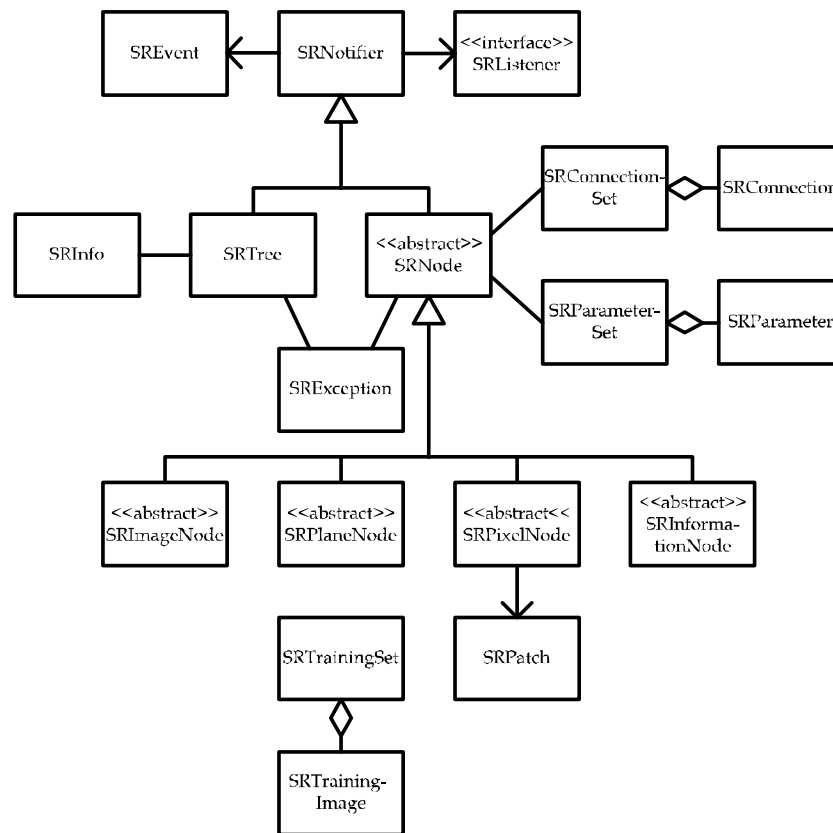 SREvent
SRNotifier
<<interface>>
SRListener
SRConnection-
Set
SRConnection
SRInfo
SRTree
<<abstract>>
SRNode
SRParameter-
Set
SRParameter
SRException
<<abstract>>
SRImageNode
<<abstract>>
SRPlaneNode
<<abstract<<
SRPixelNode
<<abstract>>
SRInforma-
tionNode
SRTrainingSet
SRPatch
SRTraining-
Image